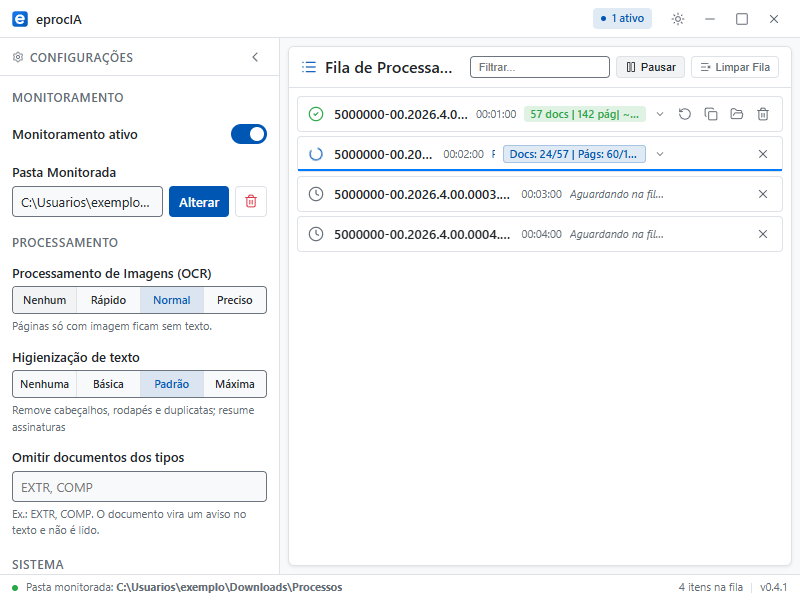 eprocIA
1 ativo
CONFIGURAÇÕES
MONITORAMENTO
Monitoramento ativo
Pasta Monitorada
C:\Usuarios\exemplo...
Alterar
PROCESSAMENTO
Processamento de Imagens (OCR)
Nenhum Rápido Normal Preciso
Páginas só com imagem ficam sem texto.
Higienização de texto
Nenhuma Básica Padrão Máxima
Remove cabeçalhos, rodapés e duplicatas; resume
assinaturas
Omitir documentos dos tipos
EXTR, COMP
Ex.: EXTR, COMP. O documento vira um aviso no
texto e não é lido.
SISTEMA
Fila de Processa... Filtrar... Pausar Limpar Fila
5000000-00.2026.4.0... 00:01:00 57 docs | 142 pág| ~...
5000000-00.20... 00:02:00 Docs: 24/57 | Págs: 60/1...
5000000-00.2026.4.00.0003.... 00:03:00 Aguardando na fil...
5000000-00.2026.4.00.0004.... 00:04:00 Aguardando na fil...
Pasta monitorada: C:\Usuarios\exemplo\Downloads\Processos
4 itens na fila v0.4.1